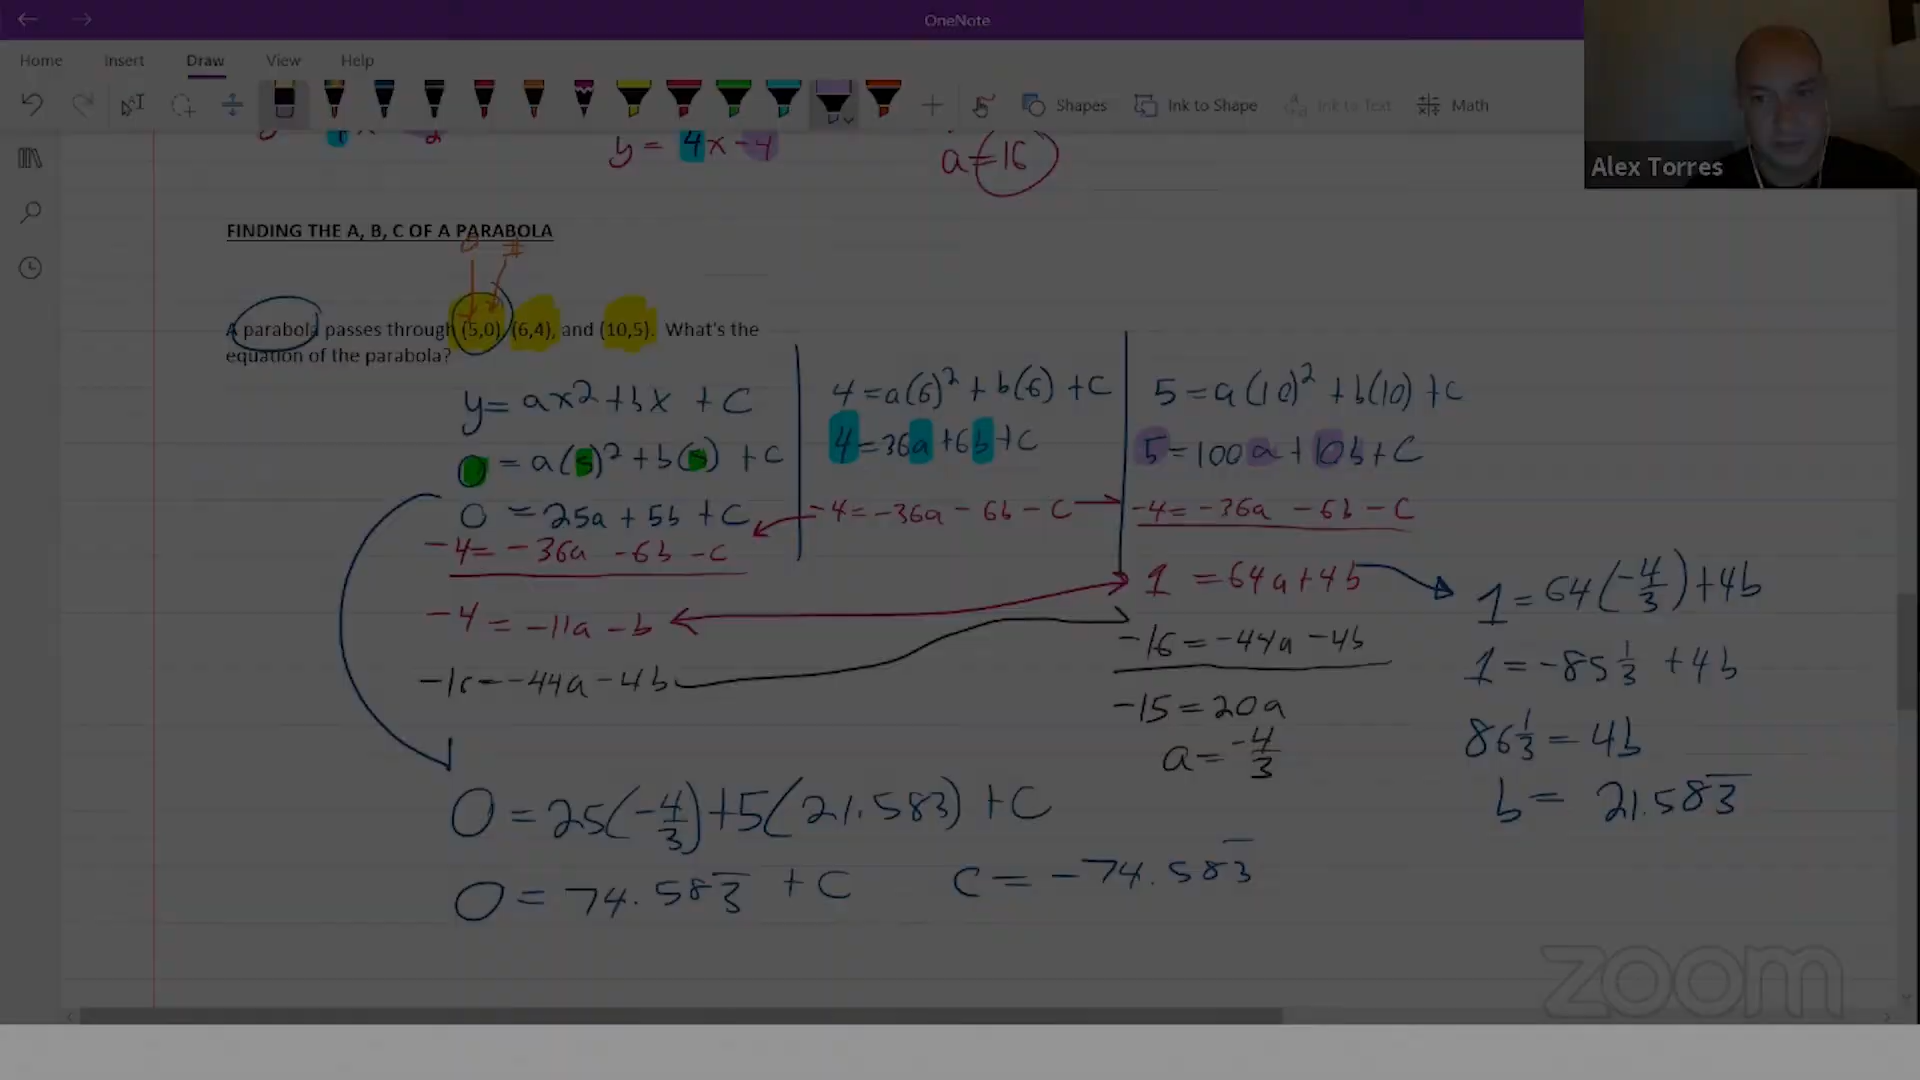 OneNote
Home Insert Draw View Help
Shapes Ink to Shape Ink to Text Math
Alex Torres
y = 4x-4
a=16
FINDING THE A, B, C OF A PARABOLA
0 #
A parabola passes through (5,0), (6,4), and (10,5). What's the
equation of the parabola?
y= ax2+bx +C
0 = a(5)² +b(5) +C
0 = 25a + 5b + C
-4= -36a -6b -C
-4 = -11a -b
-16=-44a-4b
4=a(6)² + b(6) +C
4=36a+6b+C
-4=-36a-6b-C
5=a(10)² +b(10)+C
5=100a+10b+C
-4=-36a -6b-C
1 =64a+4b
-16=-44a-4b
-15=20a
a=-4/3
1=64(-4/3)+4b
1=-85 1/3 +4b
86 1/3 = 4b
b= 21.583̅
0=25(-4/3)+5(21.583)+C
0= 74.583̅ +C C= -74.583̅
zoom